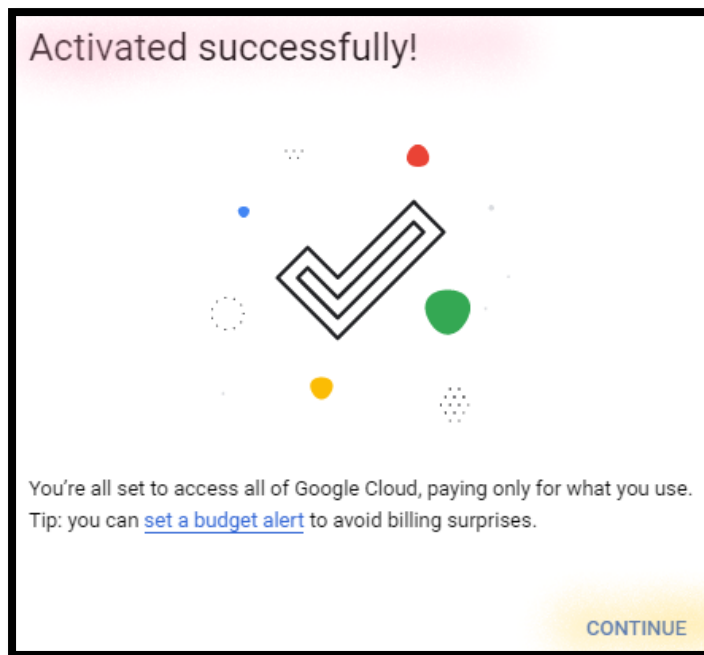 Activated successfully!
You’re all set to access all of Google Cloud, paying only for what you use.
Tip: you can set a budget alert to avoid billing surprises.
CONTINUE